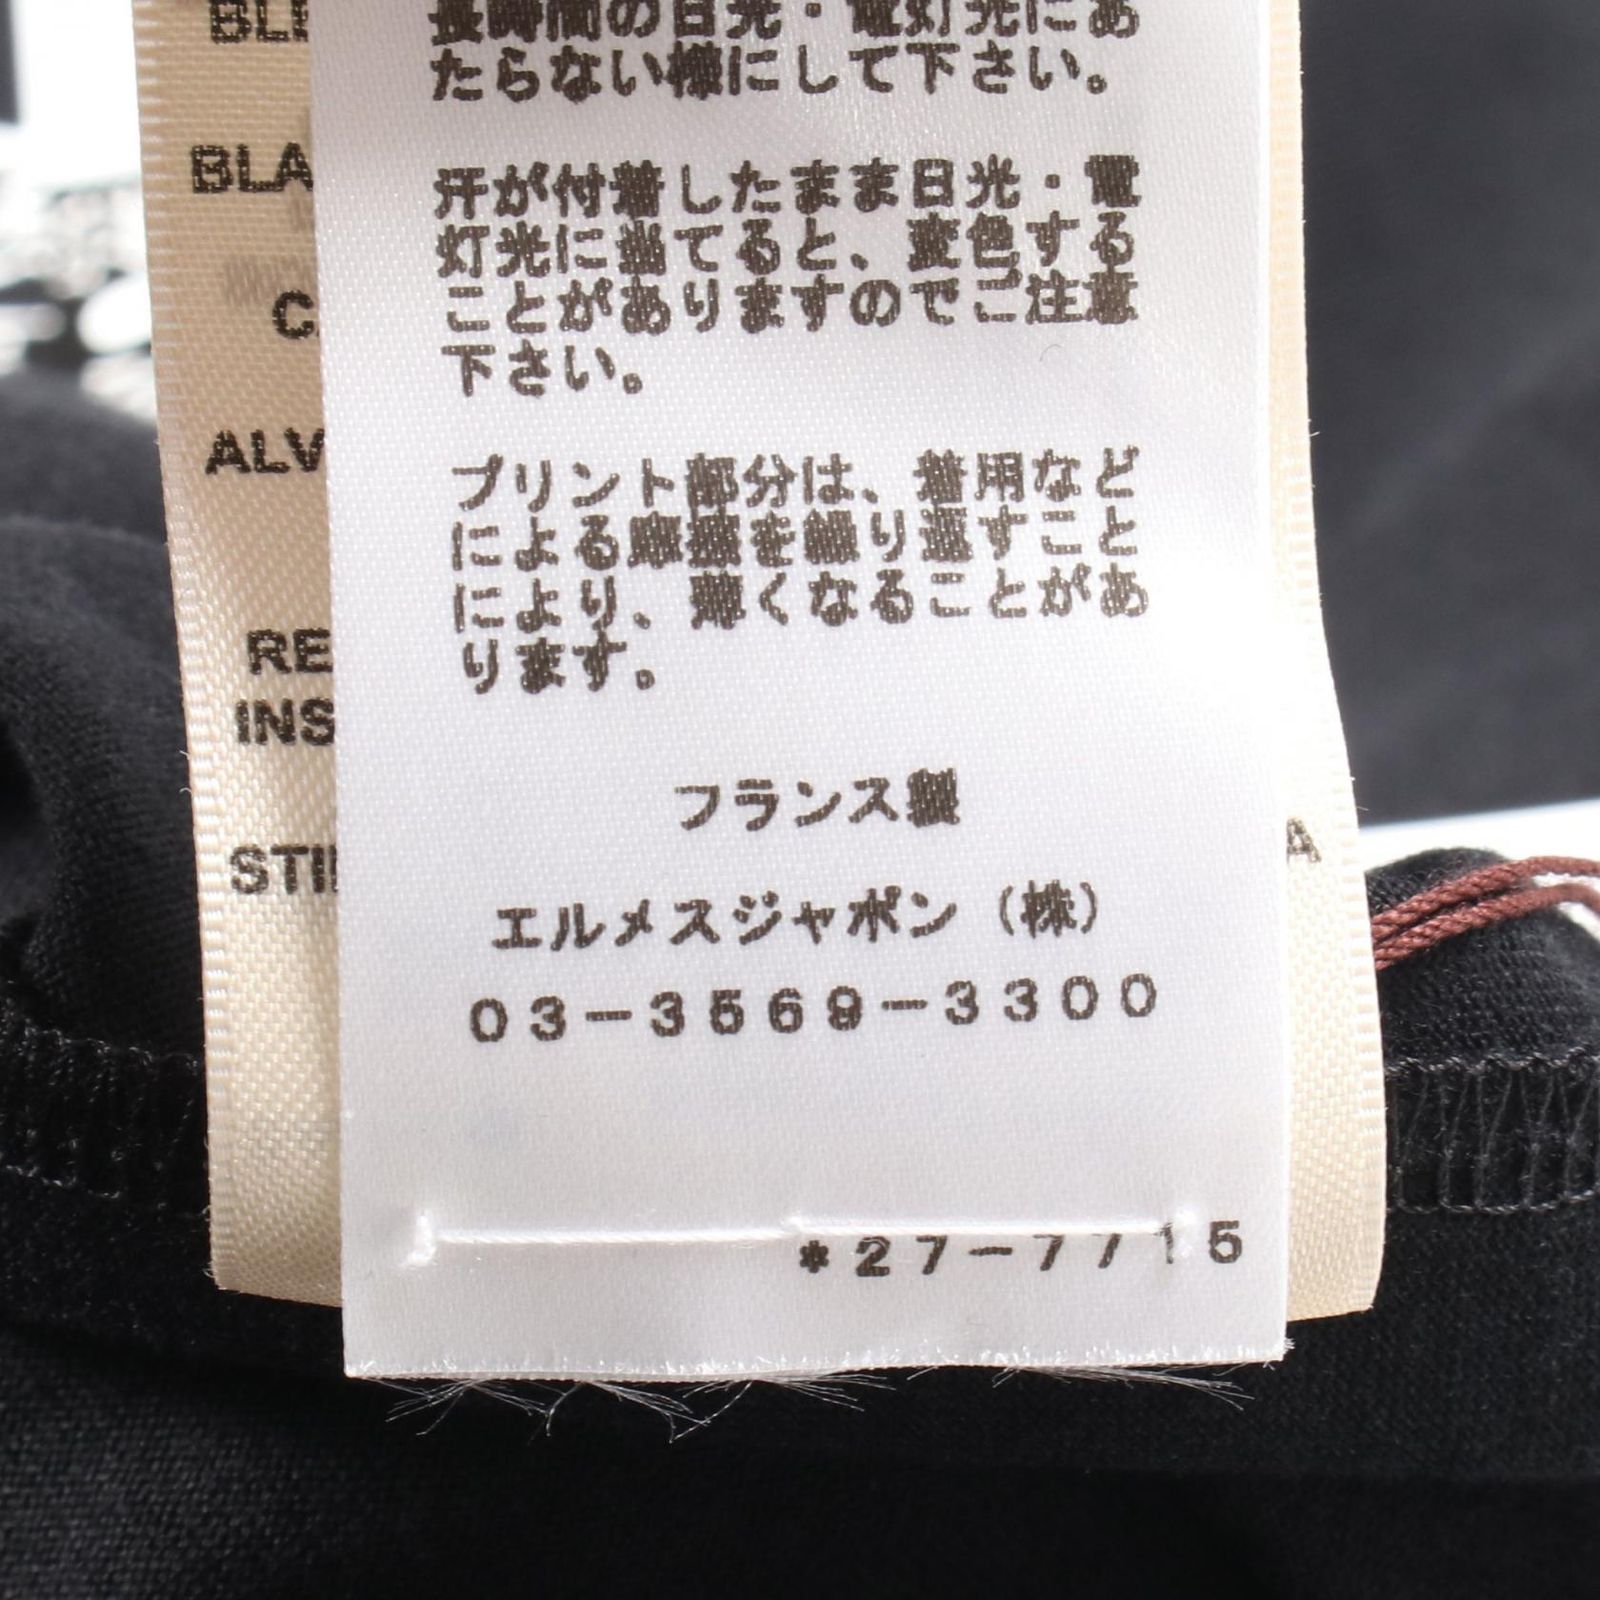 長時間の日光・電灯光にあ
たらない様にして下さい。
汗が付着したまま日光・電
灯光に当てると、変色する
ことがありますのでご注意
下さい。
プリント部分は、着用など
による摩擦を繰り返すこと
により、薄くなることがあ
ります。
フランス製
エルメスジャポン（株）
03-3569-3300
*27-7715
BLA
C
ALV
RE
INS
STI
A